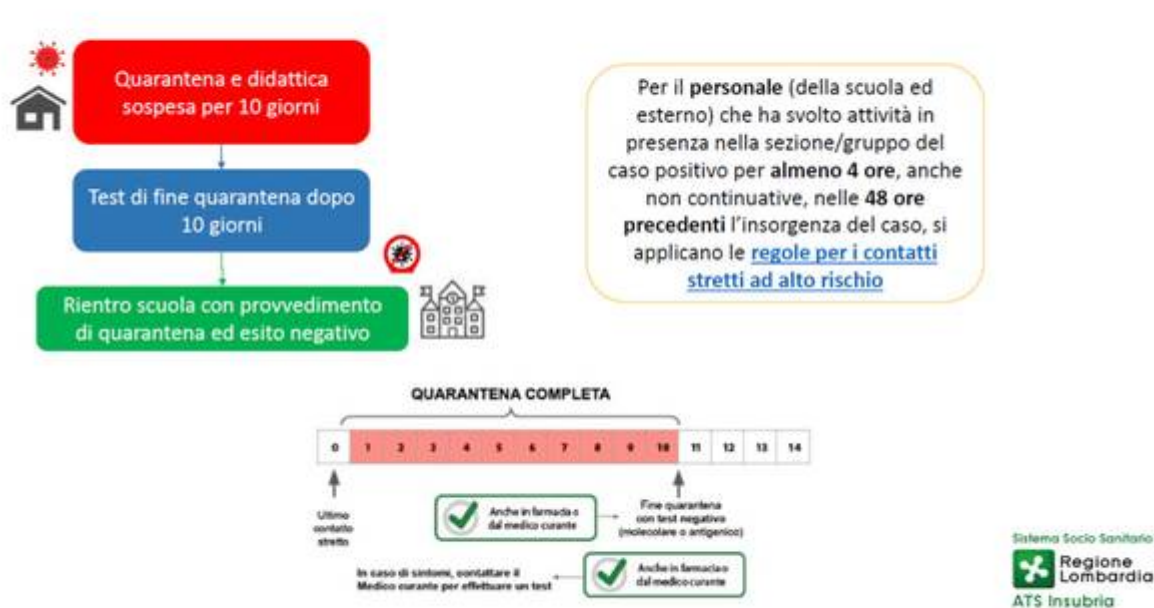 Quarantena e didattica
sospesa per 10 giorni
Test di fine quarantena dopo
10 giorni
Rientro scuola con provvedimento
di quarantena ed esito negativo
Per il personale (della scuola ed
esterno) che ha svolto attività in
presenza nella sezione/gruppo del
caso positivo per almeno 4 ore, anche
non continuative, nelle 48 ore
precedenti l'insorgenza del caso, si
applicano le regole per i contatti
stretti ad alto rischio
QUARANTENA COMPLETA
0 1 2 3 4 5 6 7 8 9 10 11 12 13 14
Ultimo
contatto
stretto
Anche in farmacia o
dal medico curante
Fine quarantena
con test negativo
(molecolare o antigenico)
In caso di sintomi, contattare il
Medico curante per effettuare un test
Anche in farmacia o
dal medico curante
Sistema Socio Sanitario
Regione
Lombardia
ATS Insubria